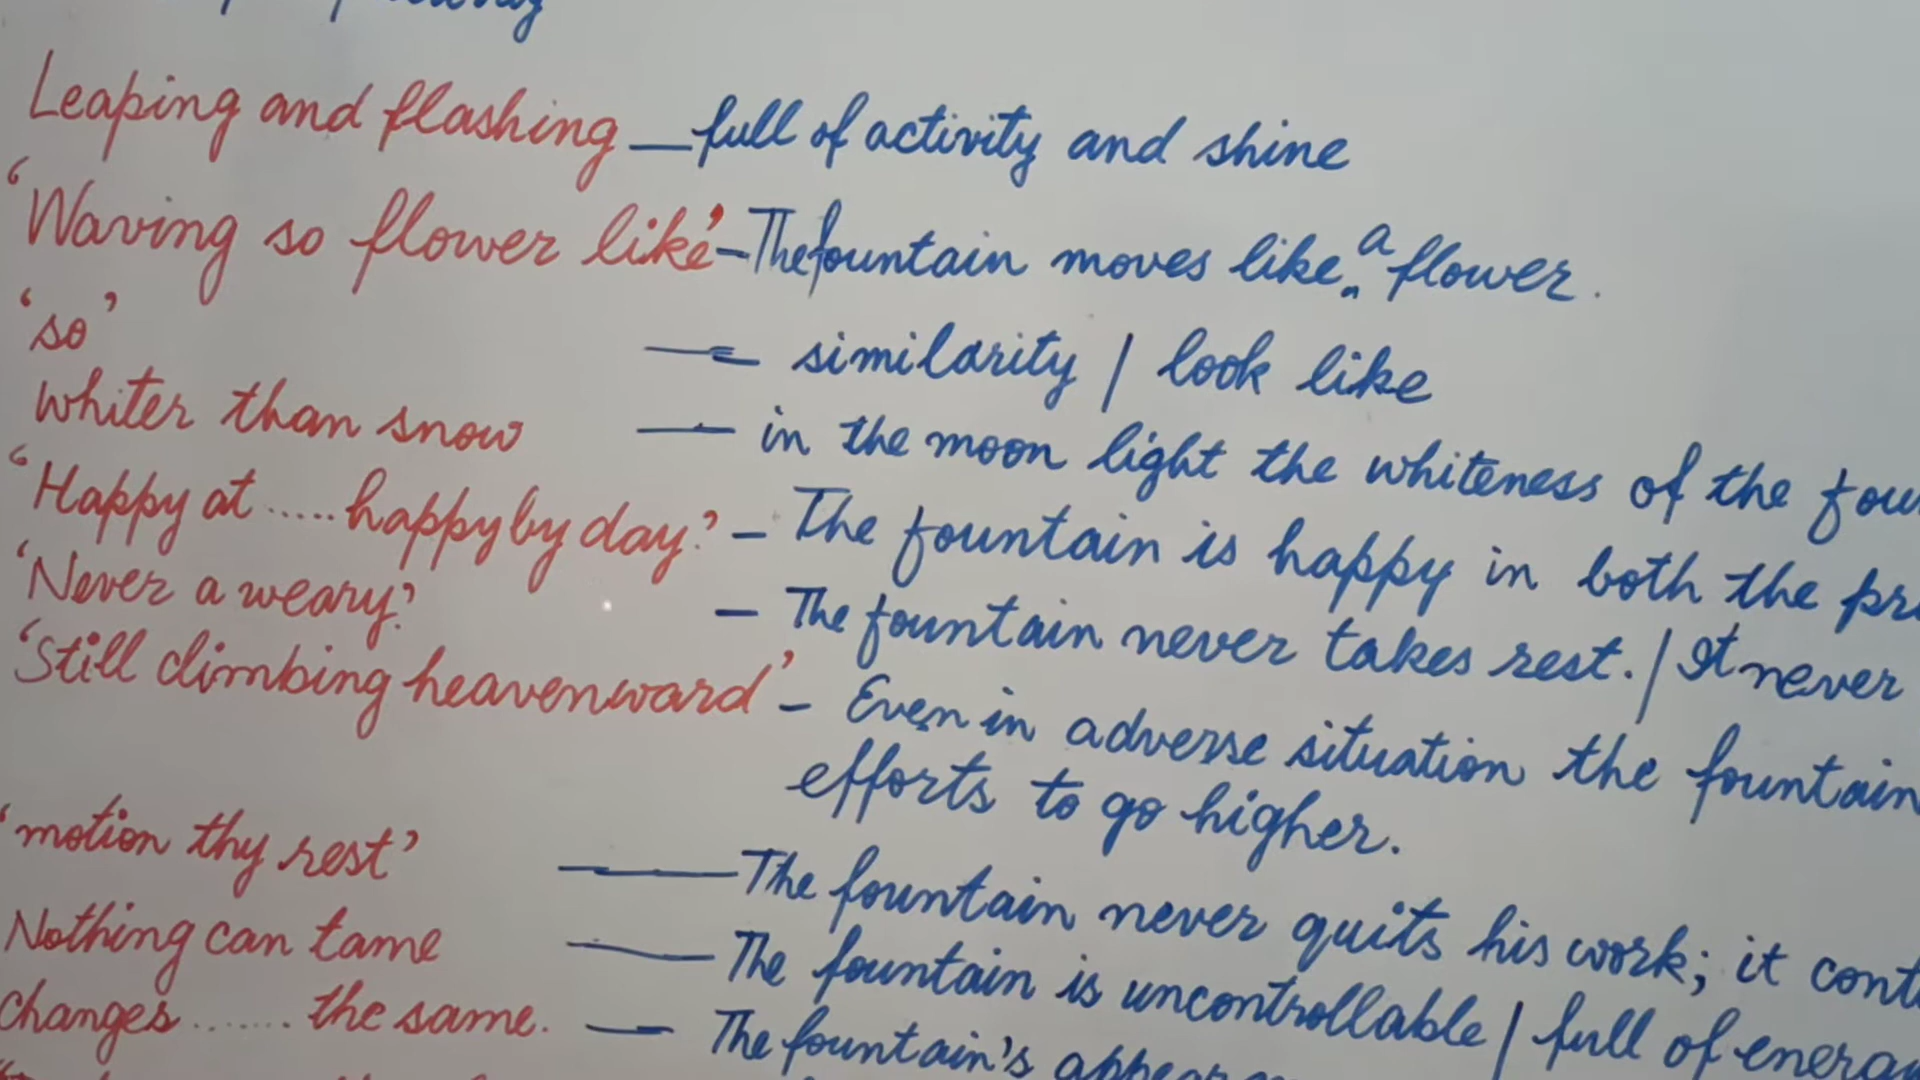 Leaping and flashing — full of activity and shine
'Waving so flower like' - The fountain moves like a flower.
'so' — similarity / look like
whiter than snow — in the moon light the whiteness of the
'Happy at ..... happy by day.' - The fountain is happy in both the
'Never a weary.' - The fountain never takes rest. / It never
'Still climbing heavenward' - Even in adverse situation the fountain
efforts to go higher.
'motion thy rest' — The fountain never quits his work; it
Nothing can tame — The fountain is uncontrollable / full of
changes ....... the same. — The fountain's